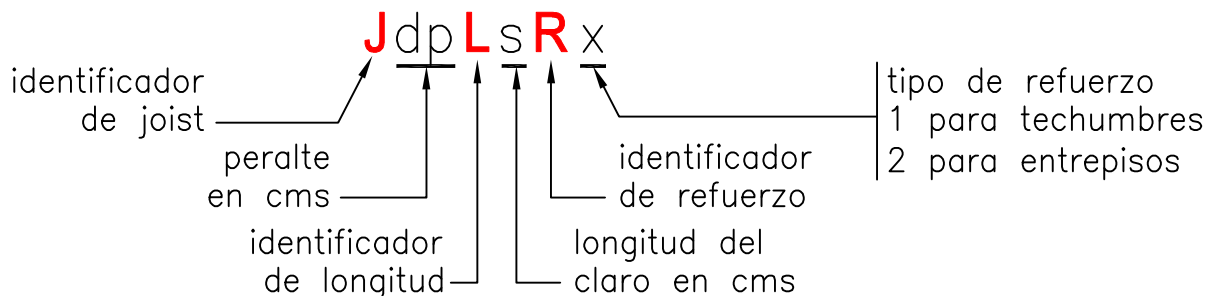 JdpLsRx
identificador
de joist
peralte
en cms
identificador
de longitud
longitud del
claro en cms
identificador
de refuerzo
tipo de refuerzo
1 para techumbres
2 para entrepisos